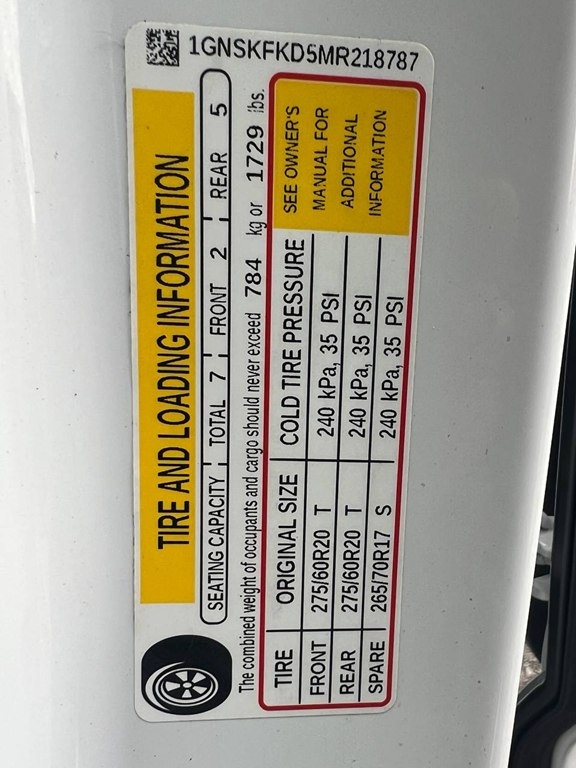 1GNSKFKD5MR218787
TIRE AND LOADING INFORMATION
SEATING CAPACITY TOTAL 7 FRONT 2 REAR 5
The combined weight of occupants and cargo should never exceed 784 kg or 1729 lbs.
TIRE ORIGINAL SIZE COLD TIRE PRESSURE SEE OWNER'S
FRONT 275/60R20 T 240 kPa, 35 PSI MANUAL FOR
REAR 275/60R20 T 240 kPa, 35 PSI ADDITIONAL
SPARE 265/70R17 S 240 kPa, 35 PSI INFORMATION